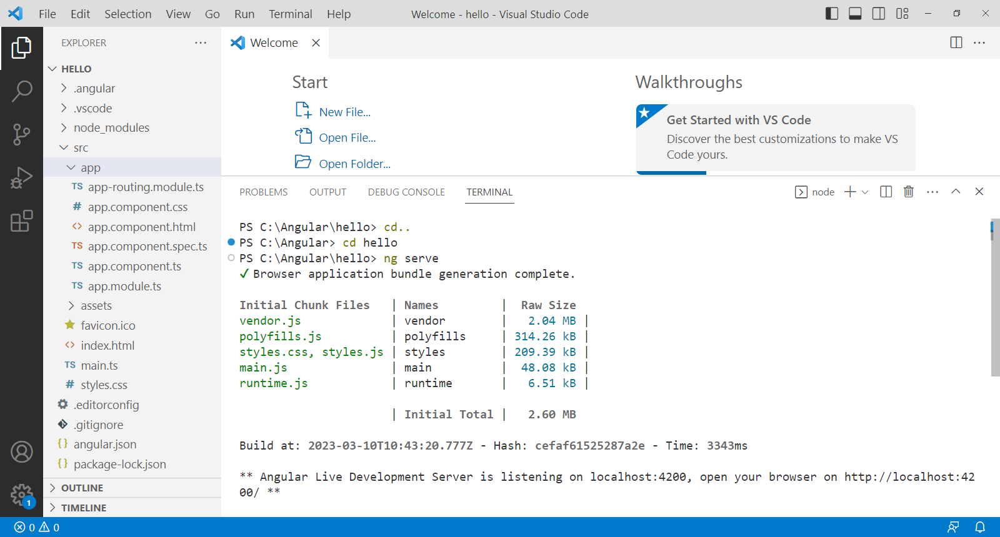 File Edit Selection View Go Run Terminal Help
Welcome - hello - Visual Studio Code
EXPLORER
HELLO
.angular
.vscode
node_modules
src
app
TS app-routing.module.ts
# app.component.css
<> app.component.html
TS app.component.spec.ts
TS app.component.ts
TS app.module.ts
assets
favicon.ico
<> index.html
TS main.ts
# styles.css
.editorconfig
.gitignore
{} angular.json
{} package-lock.json
OUTLINE
TIMELINE
1
Welcome
Start
New File...
Open File...
Open Folder...
Walkthroughs
Get Started with VS Code
Discover the best customizations to make VS
Code yours.
PROBLEMS OUTPUT DEBUG CONSOLE TERMINAL
node
PS C:\Angular\hello> cd..
PS C:\Angular> cd hello
PS C:\Angular\hello> ng serve
✓ Browser application bundle generation complete.
Initial Chunk Files | Names | Raw Size
vendor.js | vendor | 2.04 MB |
polyfills.js | polyfills | 314.26 kB |
styles.css, styles.js | styles | 209.39 kB |
main.js | main | 48.08 kB |
runtime.js | runtime | 6.51 kB |
| Initial Total | 2.60 MB
Build at: 2023-03-10T10:43:20.777Z - Hash: cefaf61525287a2e - Time: 3343ms
** Angular Live Development Server is listening on localhost:4200, open your browser on http://localhost:42
00/ **
0 0